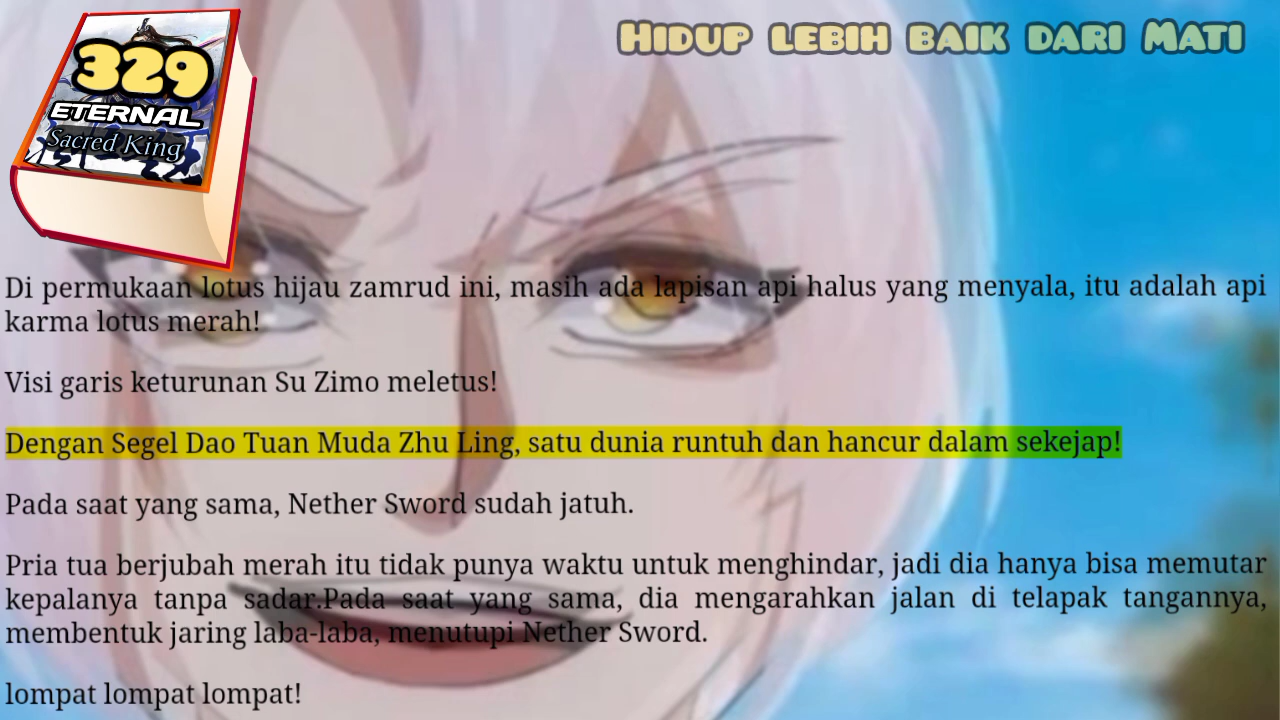 329
ETERNAL
Sacred King
Hidup lebih baik dari Mati
Di permukaan lotus hijau zamrud ini, masih ada lapisan api halus yang menyala, itu adalah api
karma lotus merah!
Visi garis keturunan Su Zimo meletus!
Dengan Segel Dao Tuan Muda Zhu Ling, satu dunia runtuh dan hancur dalam sekejap!
Pada saat yang sama, Nether Sword sudah jatuh.
Pria tua berjubah merah itu tidak punya waktu untuk menghindar, jadi dia hanya bisa memutar
kepalanya tanpa sadar.Pada saat yang sama, dia mengarahkan jalan di telapak tangannya,
membentuk jaring laba-laba, menutupi Nether Sword.
lompat lompat lompat!